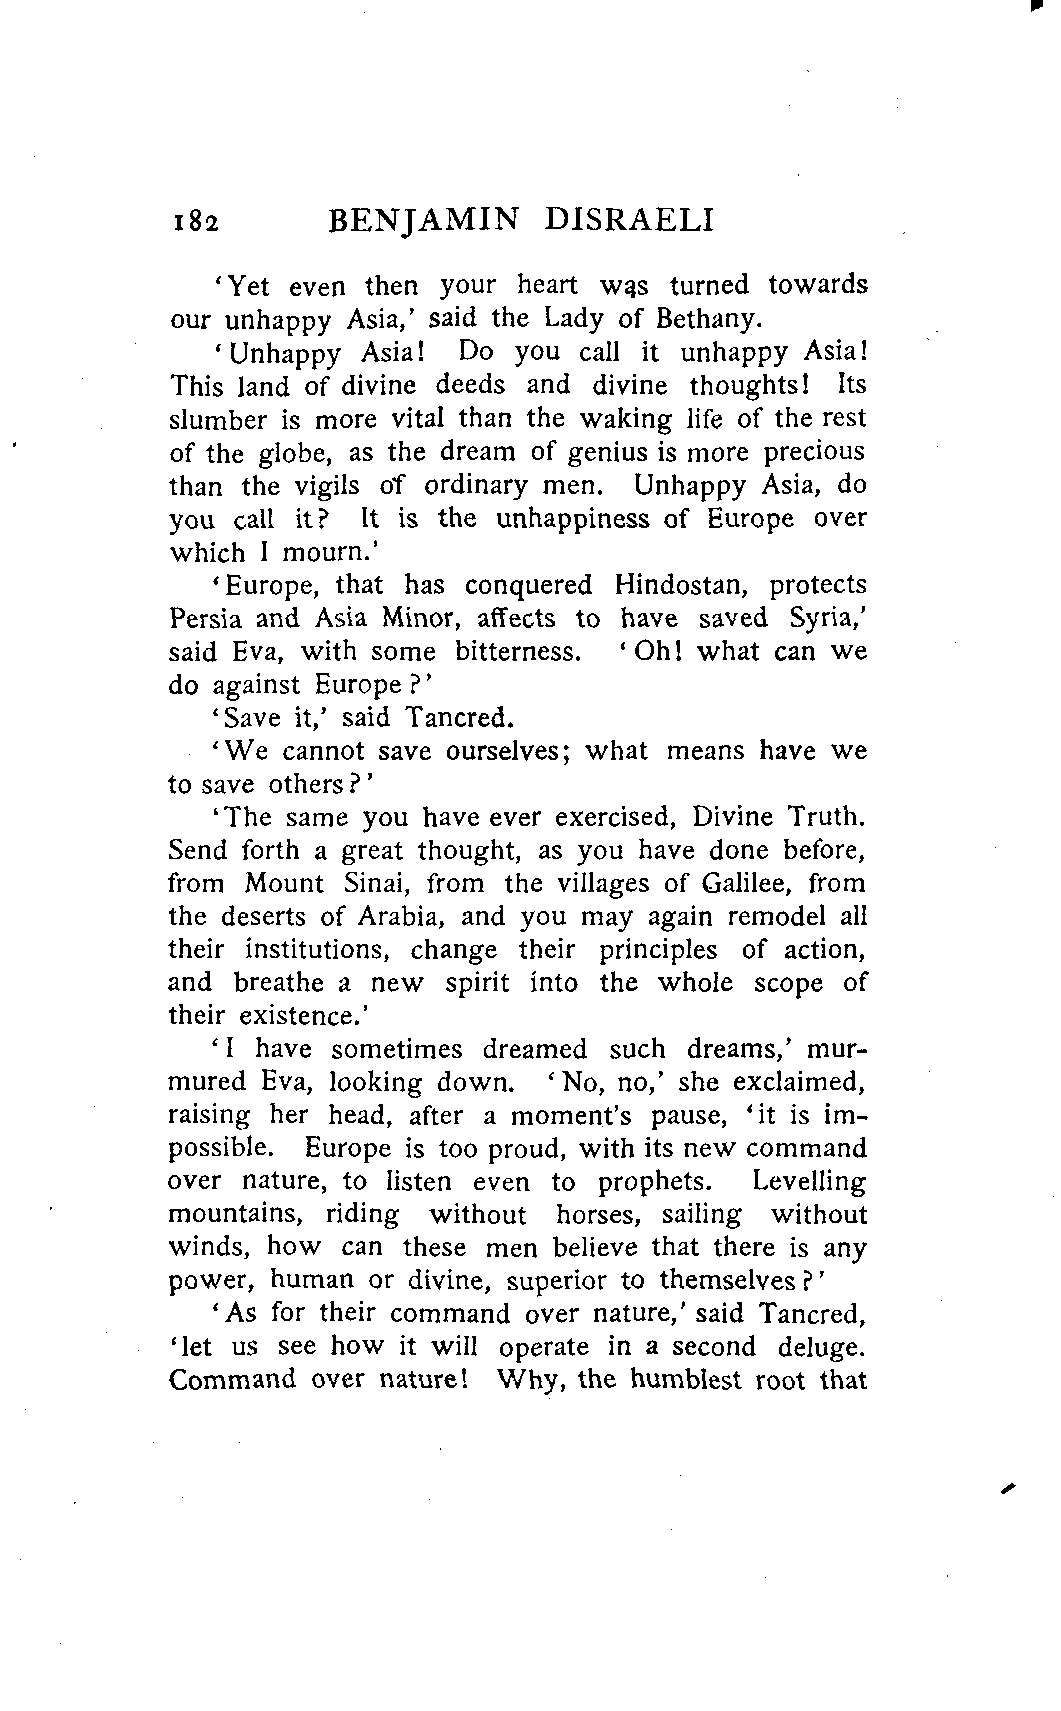 182 BENJAMIN DISRAELI
'Yet even then your heart was turned towards
our unhappy Asia,' said the Lady of Bethany.
'Unhappy Asia! Do you call it unhappy Asia!
This land of divine deeds and divine thoughts! Its
slumber is more vital than the waking life of the rest
of the globe, as the dream of genius is more precious
than the vigils of ordinary men. Unhappy Asia, do
you call it? It is the unhappiness of Europe over
which I mourn.'
'Europe, that has conquered Hindostan, protects
Persia and Asia Minor, affects to have saved Syria,'
said Eva, with some bitterness. 'Oh! what can we
do against Europe?'
'Save it,' said Tancred.
'We cannot save ourselves; what means have we
to save others?'
'The same you have ever exercised, Divine Truth.
Send forth a great thought, as you have done before,
from Mount Sinai, from the villages of Galilee, from
the deserts of Arabia, and you may again remodel all
their institutions, change their principles of action,
and breathe a new spirit into the whole scope of
their existence.'
'I have sometimes dreamed such dreams,' mur-
mured Eva, looking down. 'No, no,' she exclaimed,
raising her head, after a moment's pause, 'it is im-
possible. Europe is too proud, with its new command
over nature, to listen even to prophets. Levelling
mountains, riding without horses, sailing without
winds, how can these men believe that there is any
power, human or divine, superior to themselves?'
'As for their command over nature,' said Tancred,
'let us see how it will operate in a second deluge.
Command over nature! Why, the humblest root that